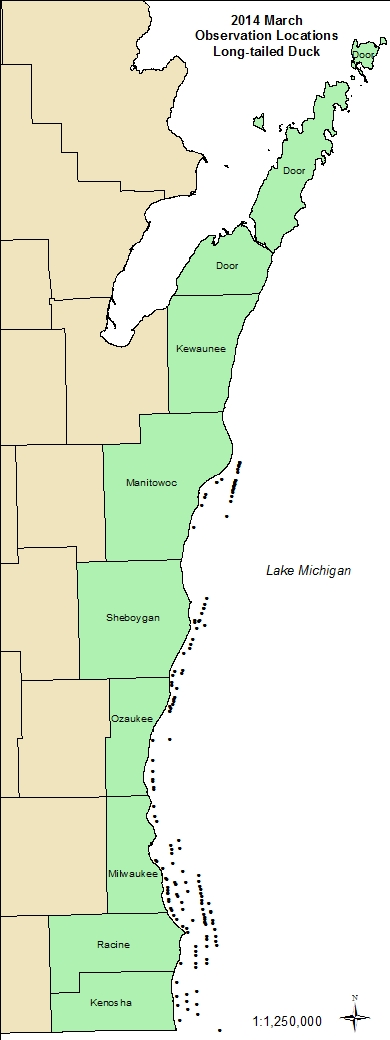 2014 March
Observation Locations
Long-tailed Duck
Door
Door
Door
Kewaunee
Manitowoc
Lake Michigan
Sheboygan
Ozaukee
Milwaukee
Racine
Kenosha
N
1:1,250,000